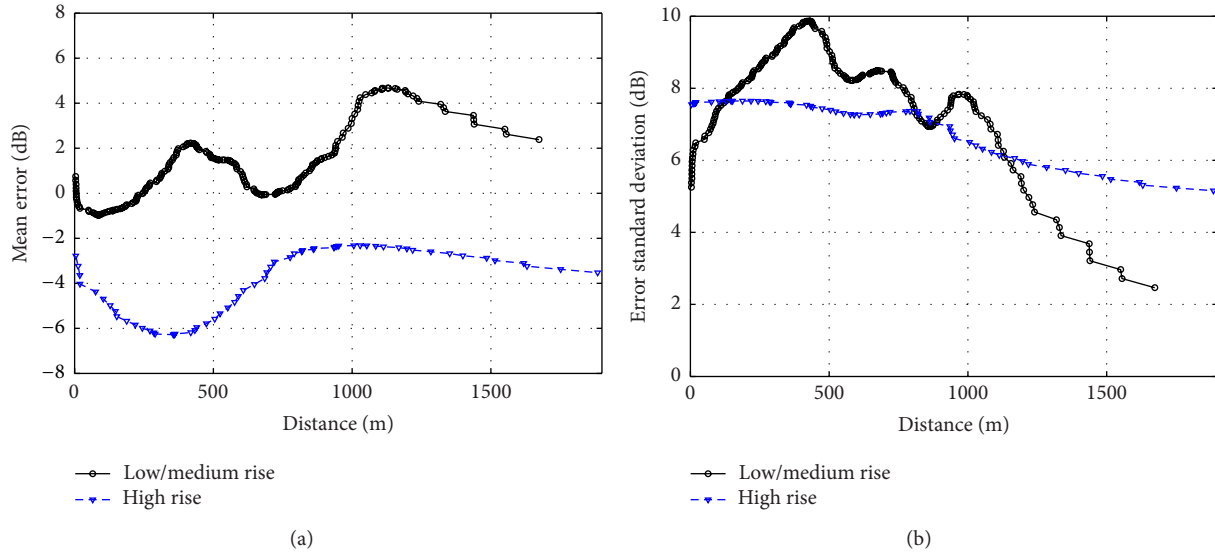 8
6
4
2
0
−2
−4
−6
−8
Mean error (dB)
0
500
1000
1500
Distance (m)
Low/medium rise
High rise
(a)
10
8
6
4
2
0
Error standard deviation (dB)
0
500
1000
1500
Distance (m)
Low/medium rise
High rise
(b)